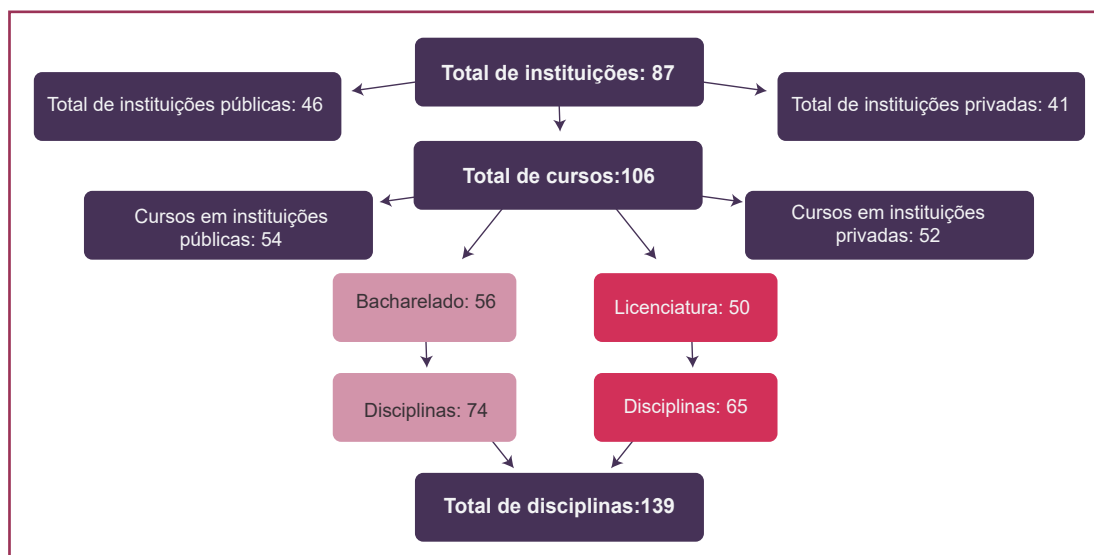 Total de instituições: 87
Total de instituições públicas: 46
Total de instituições privadas: 41
Total de cursos:106
Cursos em instituições
públicas: 54
Cursos em instituições
privadas: 52
Bacharelado: 56
Licenciatura: 50
Disciplinas: 74
Disciplinas: 65
Total de disciplinas:139